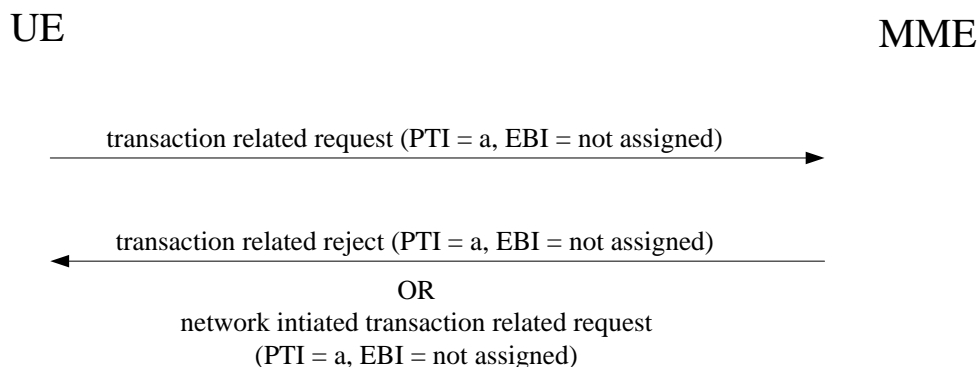 UE
MME
transaction related request (PTI = a, EBI = not assigned)
transaction related reject (PTI = a, EBI = not assigned)
OR
network intiated transaction related request
(PTI = a, EBI = not assigned)